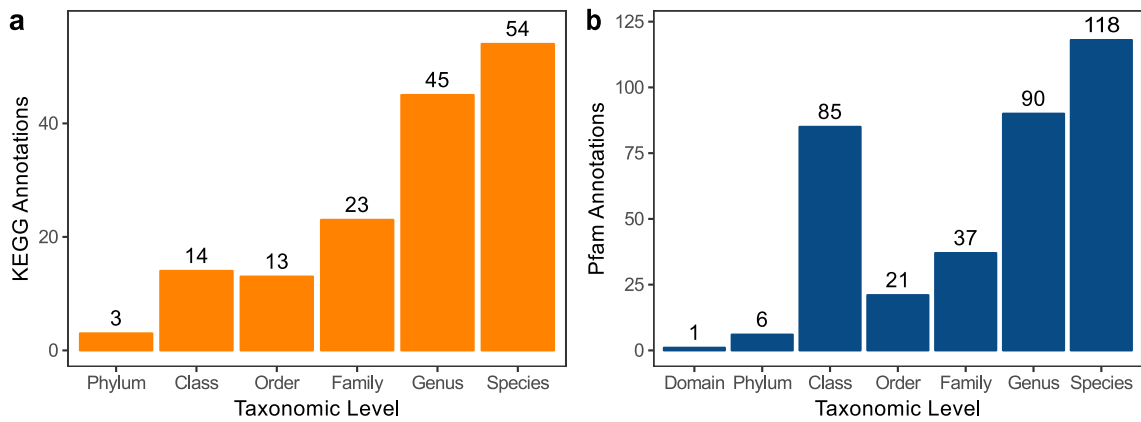 a
KEGG Annotations
40
20
0
3
14
13
23
45
54
Phylum Class Order Family Genus Species
Taxonomic Level
b
Pfam Annotations
125
100
75
50
25
0
1
6
85
21
37
90
118
Domain Phylum Class Order Family Genus Species
Taxonomic Level